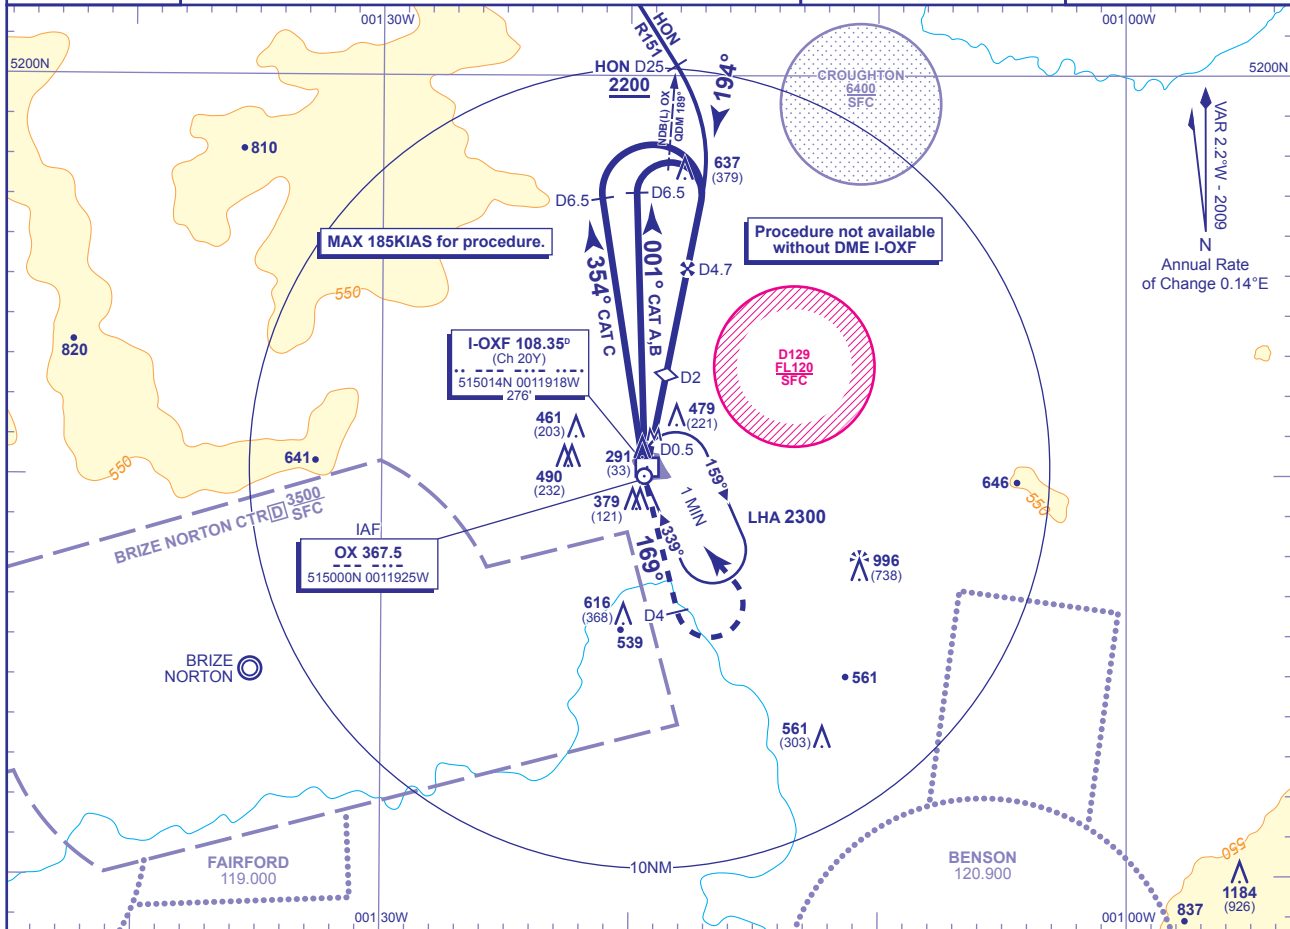 001°30'W
001°00'W
5200N
5200N
HON
R151
HON D25
2200
194°
NDB(L) OX
QDM 189°
CROUGHTON
6400
SFC
VAR 2.2°W - 2009
N
Annual Rate
of Change 0.14°E
810
637
(379)
D6.5
D6.5
MAX 185KIAS for procedure.
Procedure not available
without DME I-OXF
354° CAT C
001° CAT A,B
D4.7
550
820
I-OXF 108.35ᴰ
(Ch 20Y)
·· --- -··- ··-·
515014N 0011918W
276'
D129
FL120
SFC
D2
479
(221)
461
(203)
D0.5
291
(33)
490
(232)
641
550
379
(121)
159°
1 MIN
339°
LHA 2300
646
550
BRIZE NORTON CTR D 3500
SFC
IAF
OX 367.5
--- -··-
515000N 0011925W
169°
996
(738)
616
(368)
D4
539
BRIZE
NORTON
561
561
(303)
FAIRFORD
119.000
10NM
BENSON
120.900
550
1184
(926)
837
001°30'W
001°00'W